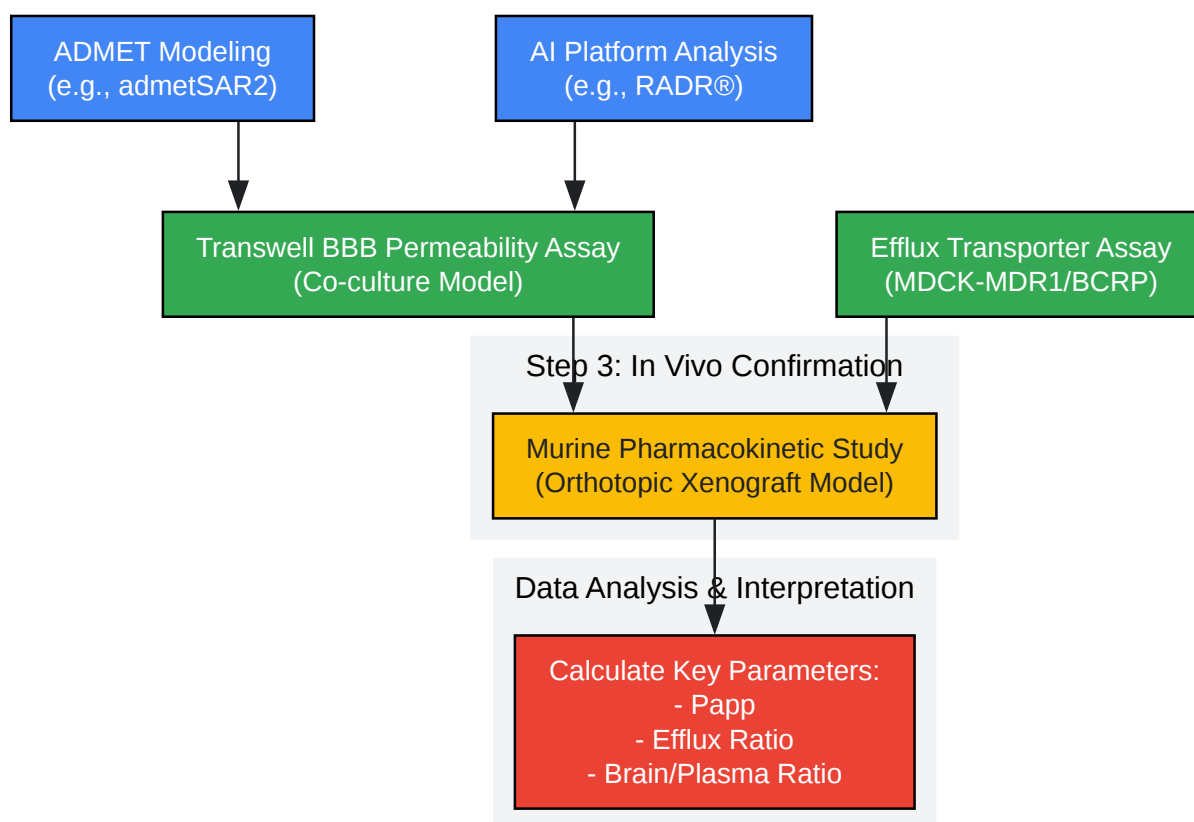 ADMET Modeling
(e.g., admetSAR2)
AI Platform Analysis
(e.g., RADR®)
Transwell BBB Permeability Assay
(Co-culture Model)
Efflux Transporter Assay
(MDCK-MDR1/BCRP)
Step 3: In Vivo Confirmation
Murine Pharmacokinetic Study
(Orthotopic Xenograft Model)
Data Analysis & Interpretation
Calculate Key Parameters:
- Papp
- Efflux Ratio
- Brain/Plasma Ratio